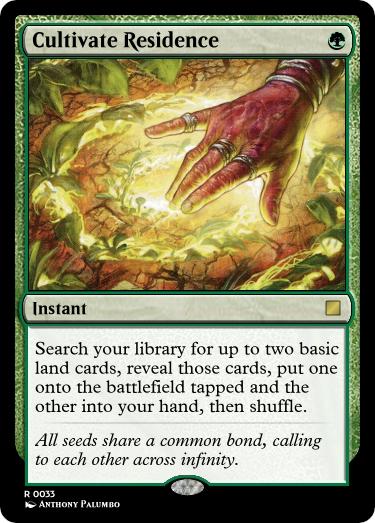 Cultivate Residence
Instant
Search your library for up to two basic
land cards, reveal those cards, put one
onto the battlefield tapped and the
other into your hand, then shuffle.
All seeds share a common bond, calling
to each other across infinity.
R 0033
Anthony Palumbo